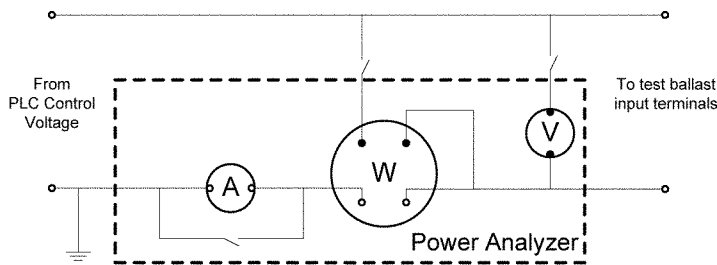 From
PLC Control
Voltage
To test ballast
input terminals
A
W
V
Power Analyzer